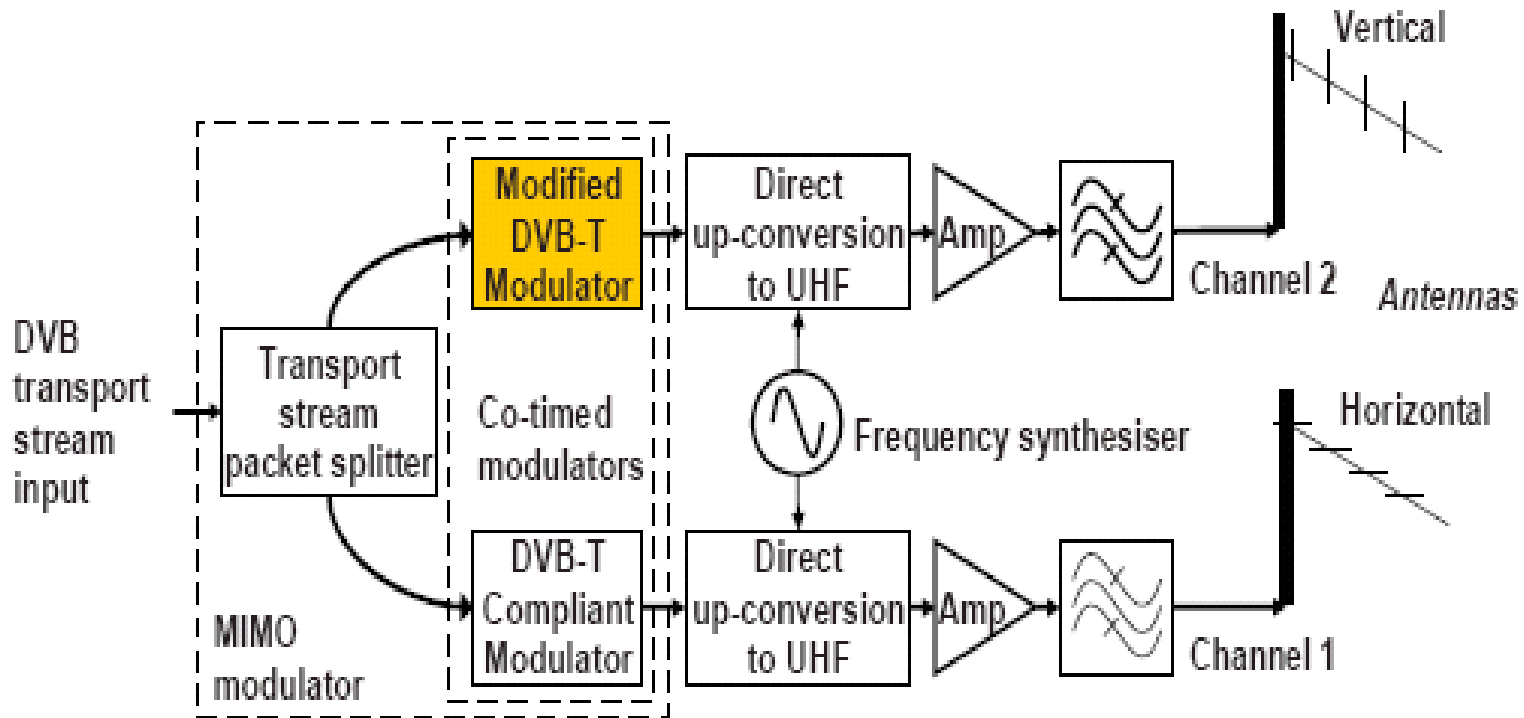 Vertical
Modified
DVB-T
Modulator
Direct
up-conversion
to UHF
Amp
Channel 2
Antennas
DVB
transport
stream
input
Transport
stream
packet splitter
Co-timed
modulators
Frequency synthesiser
Horizontal
MIMO
modulator
DVB-T
Compliant
Modulator
Direct
up-conversion
to UHF
Amp
Channel 1